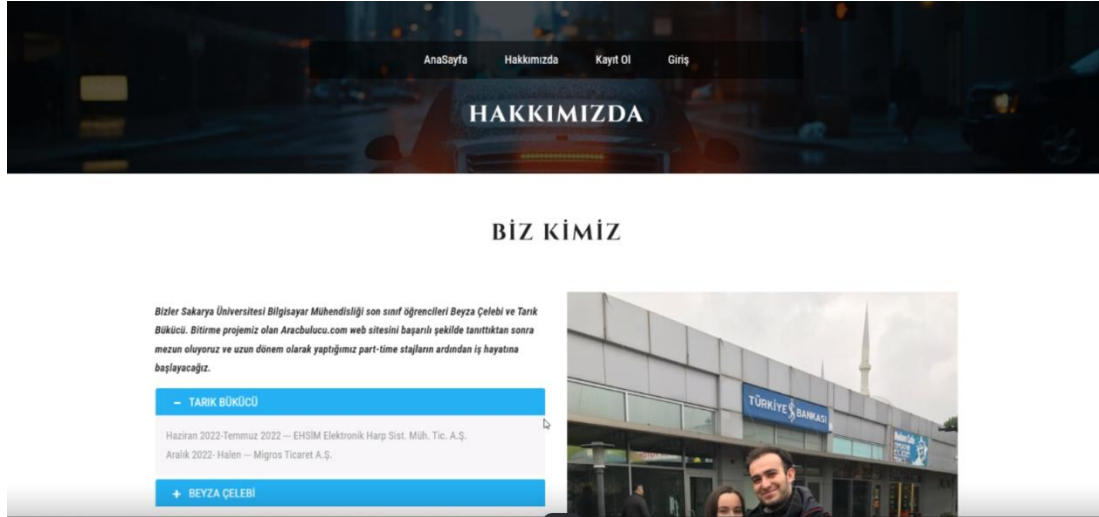 AnaSayfa Hakkımızda Kayıt Ol Giriş
HAKKIMIZDA
BİZ KİMİZ
Bizler Sakarya Üniversitesi Bilgisayar Mühendisliği son sınıf öğrencileri Beyza Çelebi ve Tarık
Bükücü. Bitirme projemiz olan Aracbulucu.com web sitesini başarılı şekilde tanıttıktan sonra
mezun oluyoruz ve uzun dönem olarak yaptığımız part-time stajların ardından iş hayatına
başlayacağız.
– TARIK BÜKÜCÜ
Haziran 2022-Temmuz 2022 --- EHSİM Elektronik Harp Sist. Müh. Tic. A.Ş.
Aralık 2022- Halen --- Migros Ticaret A.Ş.
+ BEYZA ÇELEBİ
TÜRKİYE İŞ BANKASI